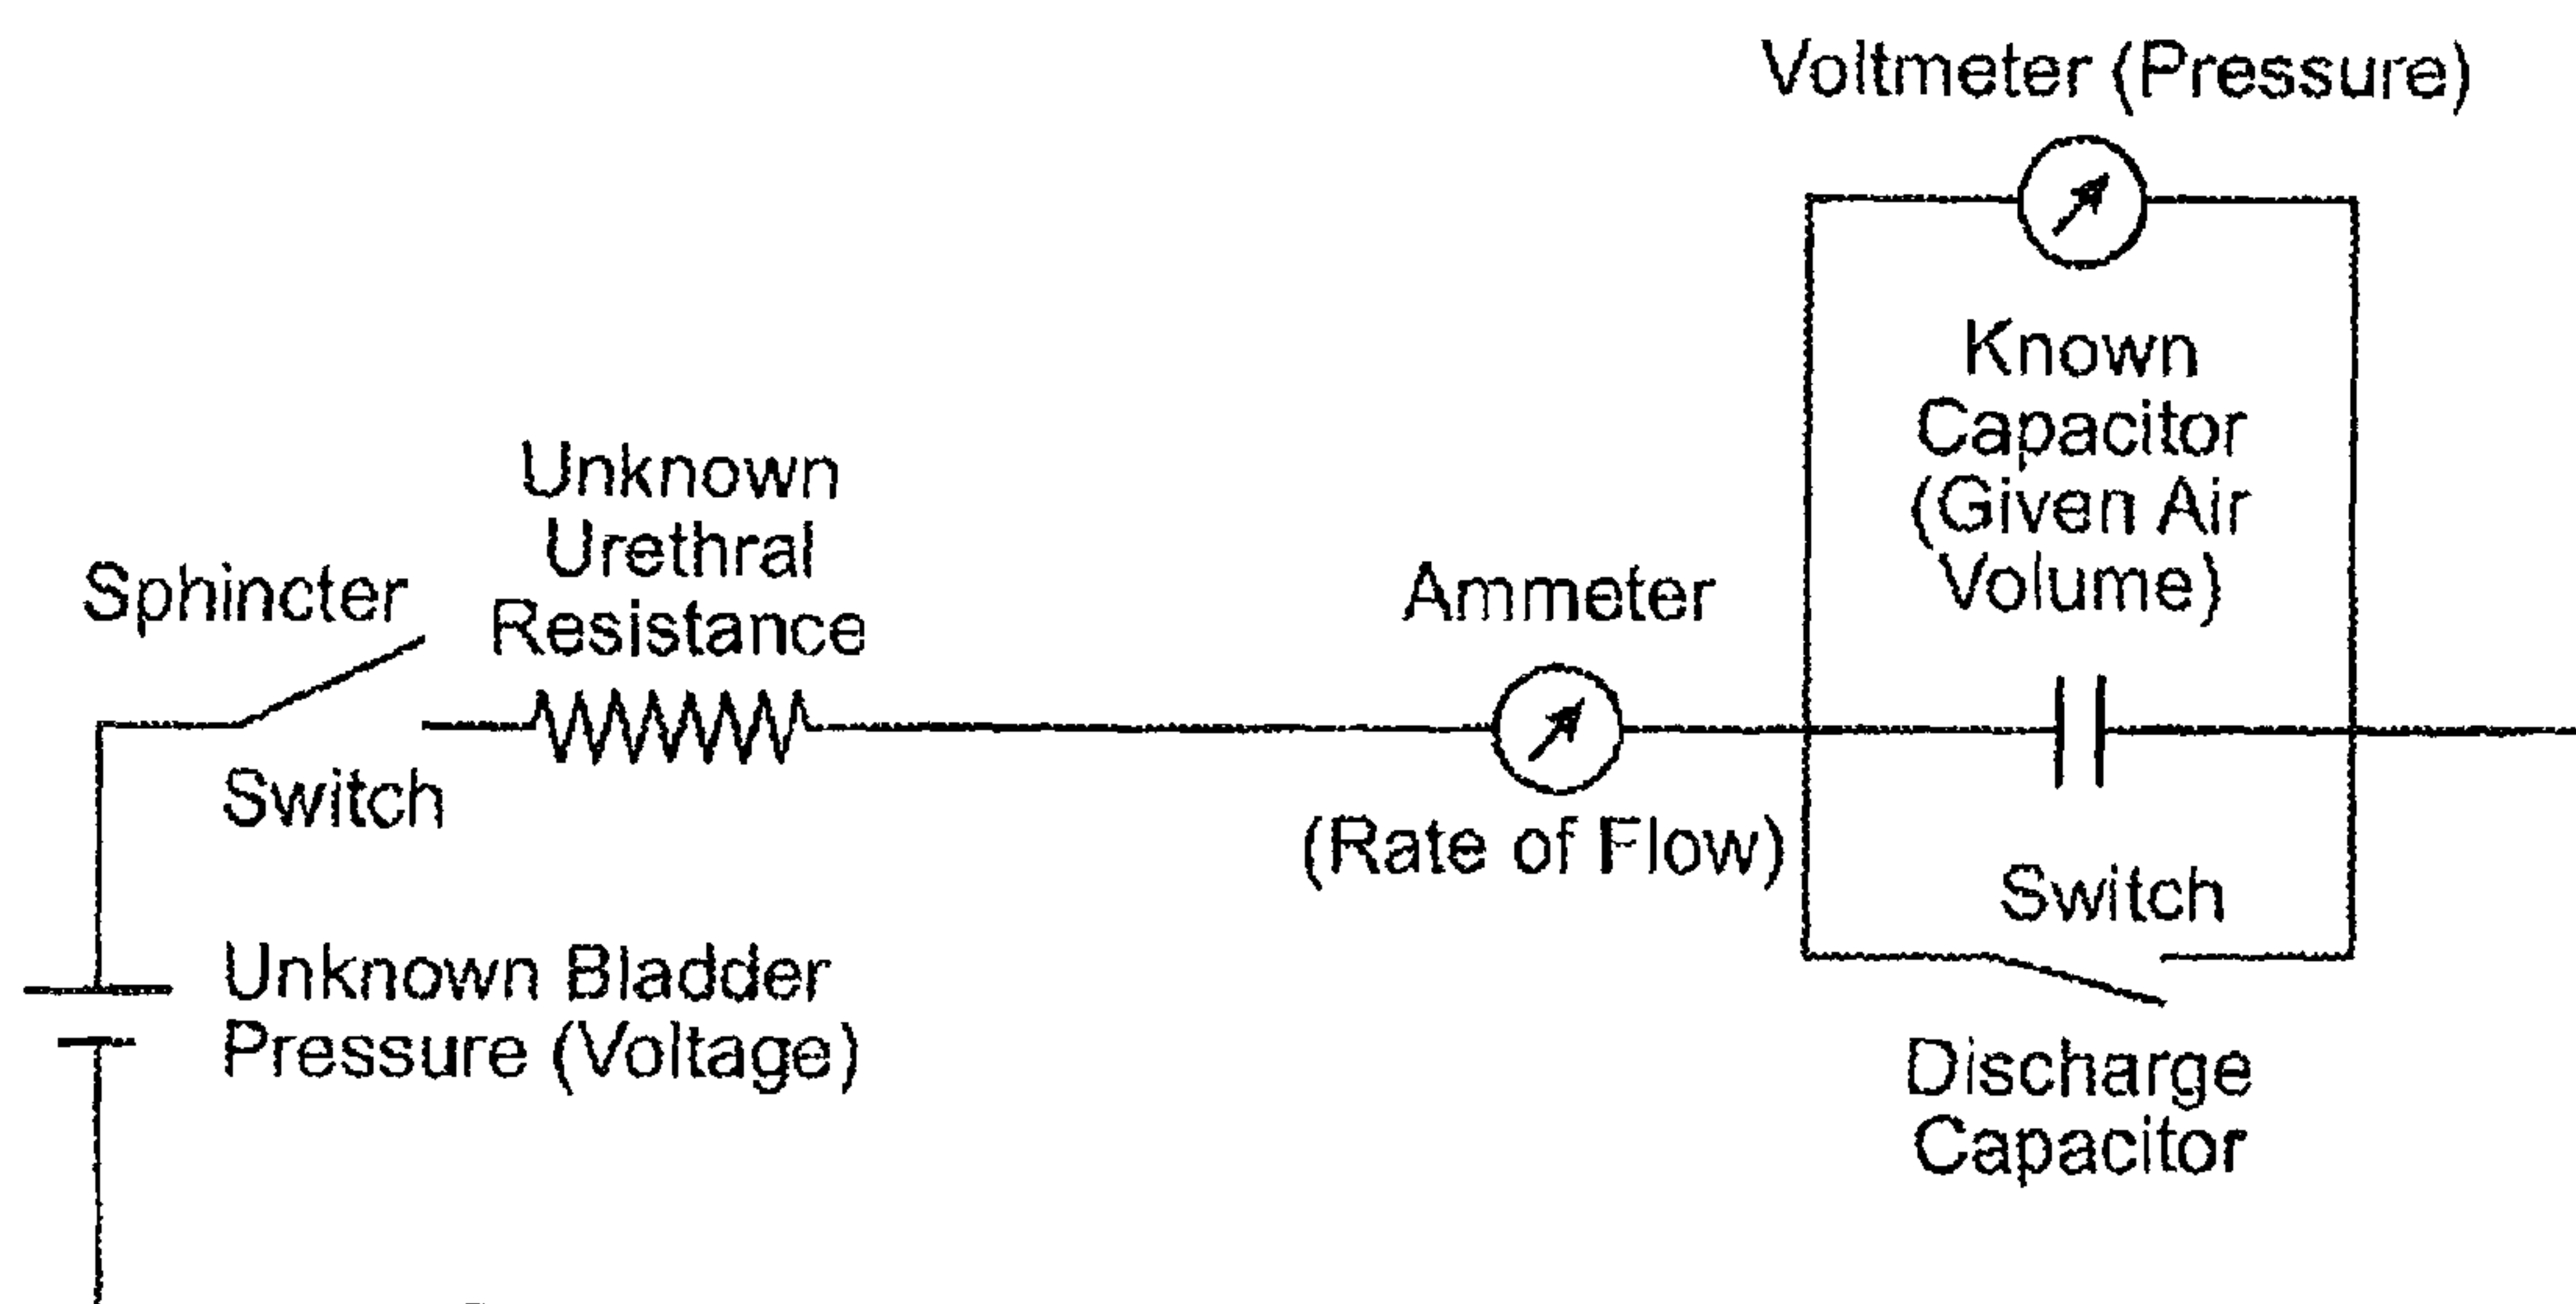 Voltmeter (Pressure)
Known
Capacitor
(Given Air
Volume)
Unknown
Urethral
Resistance
Sphincter
Switch
Ammeter
(Rate of Flow)
Switch
Discharge
Capacitor
Unknown Bladder
Pressure (Voltage)